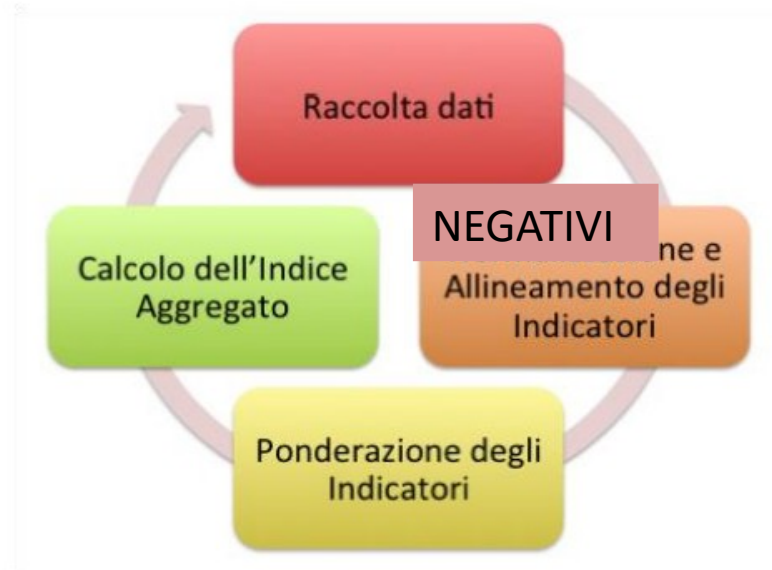 Raccolta dati
NEGATIVI
ne e
Allineamento degli
Indicatori
Ponderazione degli
Indicatori
Calcolo dell’Indice
Aggregato